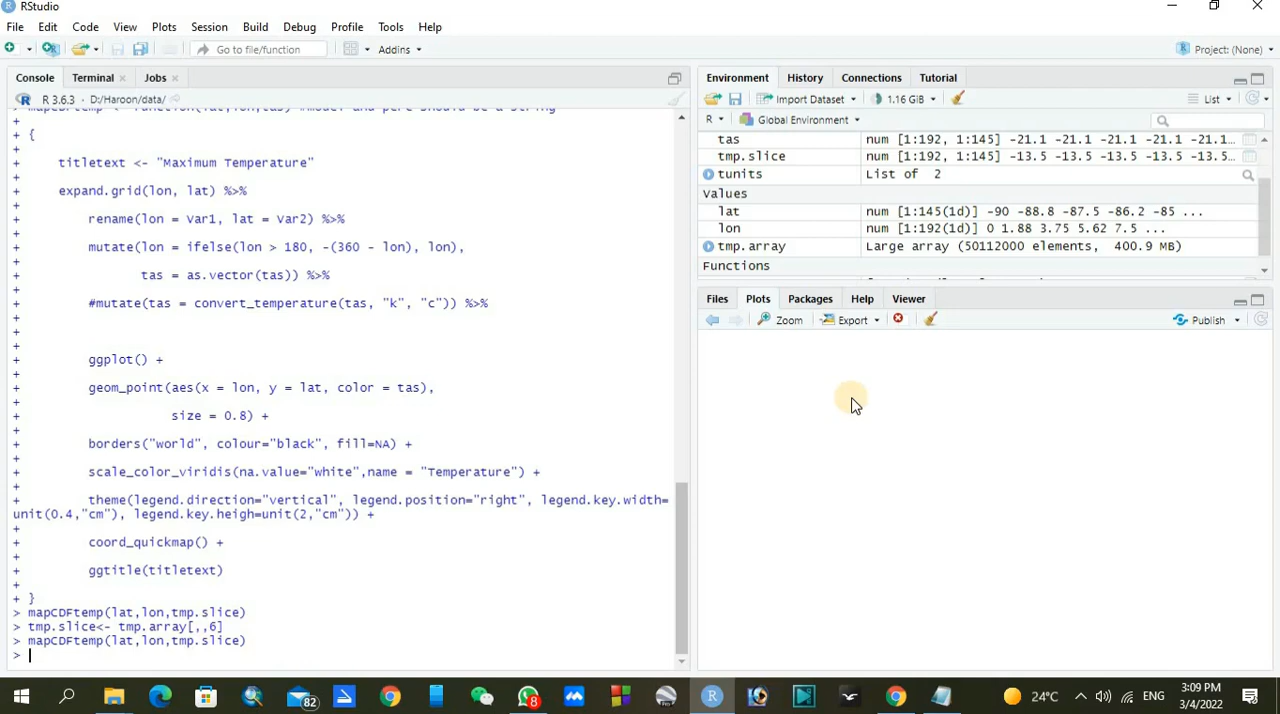 RStudio
File Edit Code View Plots Session Build Debug Profile Tools Help
Go to file/function Addins Project: (None)
Console Terminal Jobs
R 3.6.3 · D:/Haroon/data/
+
+ {
+
+ titletext <- "Maximum Temperature"
+
+ expand.grid(lon, lat) %>%
+
+ rename(lon = Var1, lat = Var2) %>%
+
+ mutate(lon = ifelse(lon > 180, -(360 - lon), lon),
+
+ tas = as.vector(tas)) %>%
+
+ #mutate(tas = convert_temperature(tas, "k", "c")) %>%
+
+
+
+ ggplot() +
+
+ geom_point(aes(x = lon, y = lat, color = tas),
+
+ size = 0.8) +
+
+ borders("world", colour="black", fill=NA) +
+
+ scale_color_viridis(na.value="white",name = "Temperature") +
+
+ theme(legend.direction="vertical", legend.position="right", legend.key.width=
unit(0.4,"cm"), legend.key.heigh=unit(2,"cm")) +
+
+ coord_quickmap() +
+
+ ggtitle(titletext)
+
+ }
> mapCDFtemp(lat,lon,tmp.slice)
> tmp.slice<- tmp.array[,,6]
> mapCDFtemp(lat,lon,tmp.slice)
>
Environment History Connections Tutorial
Import Dataset 1.16 GiB List
R Global Environment
tas num [1:192, 1:145] -21.1 -21.1 -21.1 -21.1 -21.1...
tmp.slice num [1:192, 1:145] -13.5 -13.5 -13.5 -13.5 -13.5...
tunits List of 2
Values
lat num [1:145(1d)] -90 -88.8 -87.5 -86.2 -85 ...
lon num [1:192(1d)] 0 1.88 3.75 5.62 7.5 ...
tmp.array Large array (50112000 elements, 400.9 MB)
Functions
Files Plots Packages Help Viewer
Zoom Export Publish
82 8 24°C ENG 3:09 PM
3/4/2022